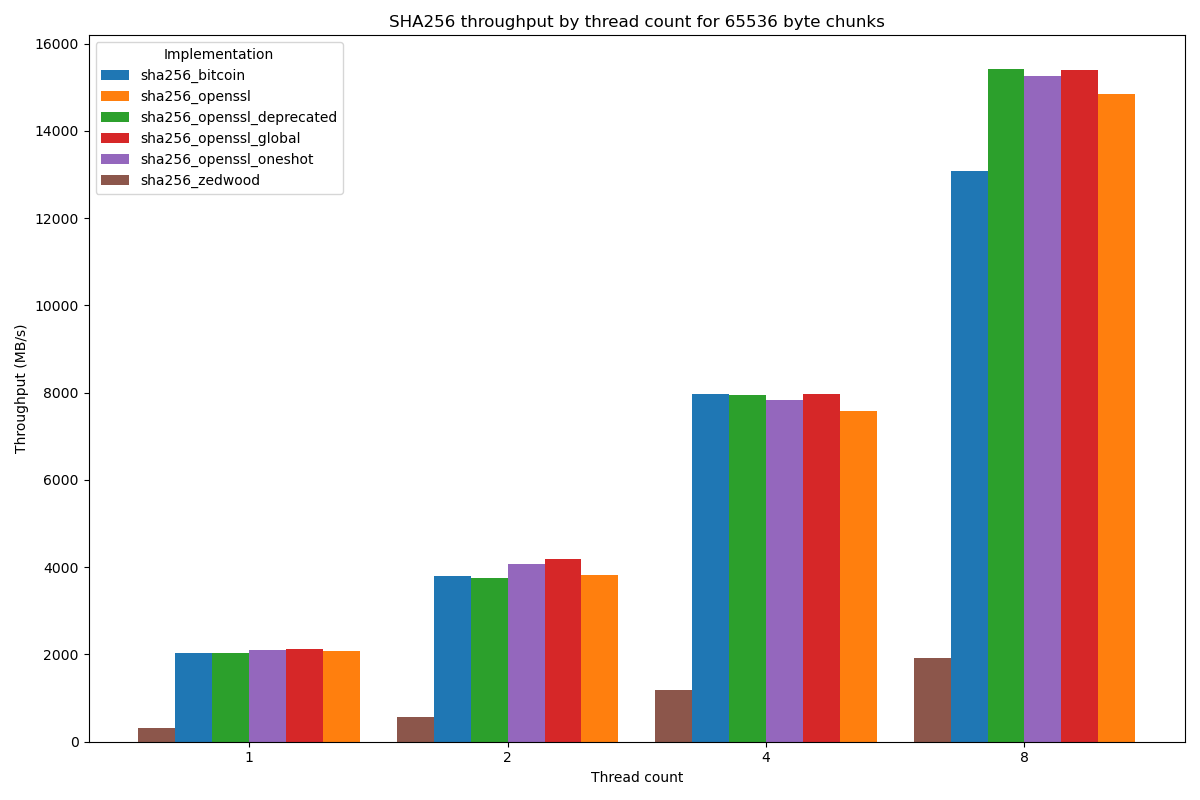 SHA256 throughput by thread count for 65536 byte chunks
Implementation
sha256_bitcoin
sha256_openssl
sha256_openssl_deprecated
sha256_openssl_global
sha256_openssl_oneshot
sha256_zedwood
Throughput (MB/s)
16000
14000
12000
10000
8000
6000
4000
2000
0
1 2 4 8
Thread count